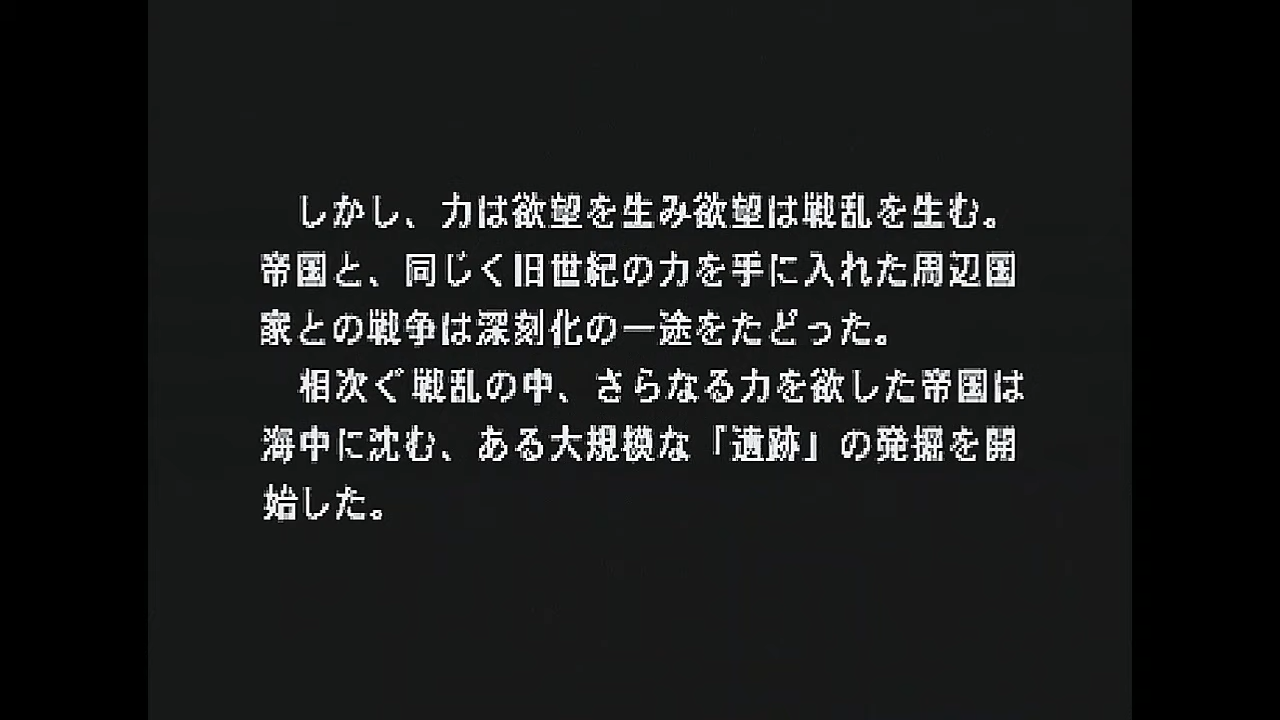 しかし、力は欲望を生み欲望は戦乱を生む。
帝国と、同じく旧世紀の力を手に入れた周辺国
家との戦争は深刻化の一途をたどった。
相次ぐ戦乱の中、さらなる力を欲した帝国は
海中に沈む、ある大規模な「遺跡」の発掘を開
始した。